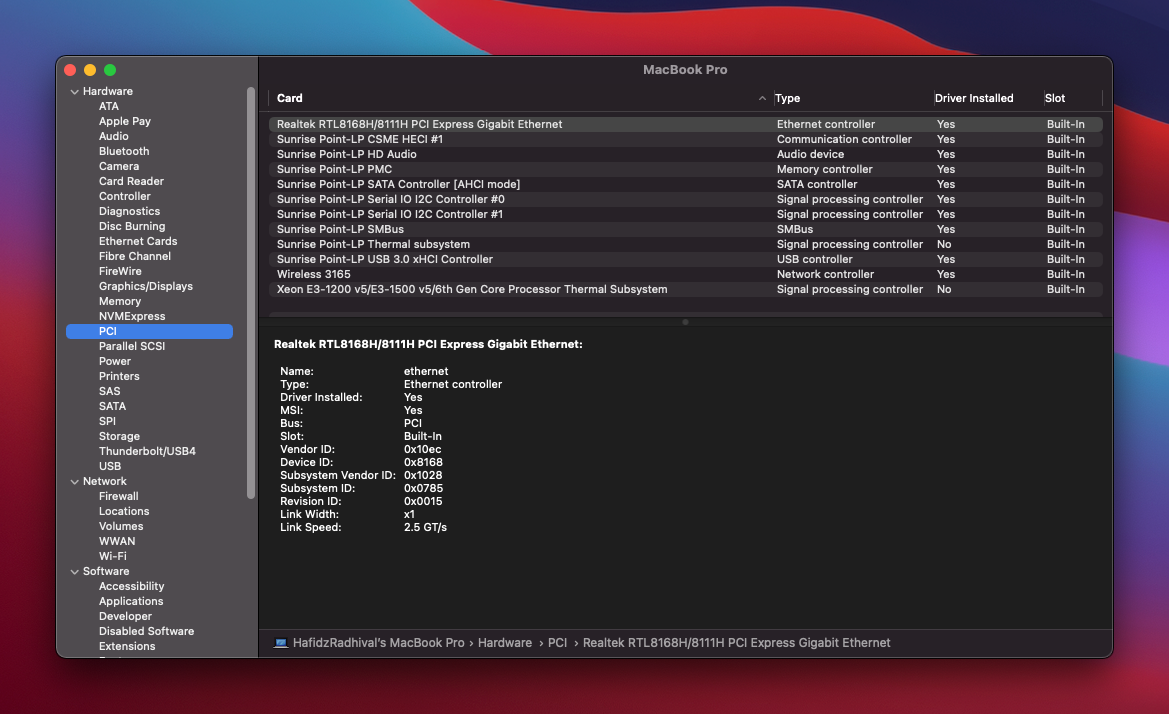 MacBook Pro
Hardware
ATA
Apple Pay
Audio
Bluetooth
Camera
Card Reader
Controller
Diagnostics
Disc Burning
Ethernet Cards
Fibre Channel
FireWire
Graphics/Displays
Memory
NVMExpress
PCI
Parallel SCSI
Power
Printers
SAS
SATA
SPI
Storage
Thunderbolt/USB4
USB
Network
Firewall
Locations
Volumes
WWAN
Wi-Fi
Software
Accessibility
Applications
Developer
Disabled Software
Extensions
Card Type Driver Installed Slot
Realtek RTL8168H/8111H PCI Express Gigabit Ethernet Ethernet controller Yes Built-In
Sunrise Point-LP CSME HECI #1 Communication controller Yes Built-In
Sunrise Point-LP HD Audio Audio device Yes Built-In
Sunrise Point-LP PMC Memory controller Yes Built-In
Sunrise Point-LP SATA Controller [AHCI mode] SATA controller Yes Built-In
Sunrise Point-LP Serial IO I2C Controller #0 Signal processing controller Yes Built-In
Sunrise Point-LP Serial IO I2C Controller #1 Signal processing controller Yes Built-In
Sunrise Point-LP SMBus SMBus Yes Built-In
Sunrise Point-LP Thermal subsystem Signal processing controller No Built-In
Sunrise Point-LP USB 3.0 xHCI Controller USB controller Yes Built-In
Wireless 3165 Network controller Yes Built-In
Xeon E3-1200 v5/E3-1500 v5/6th Gen Core Processor Thermal Subsystem Signal processing controller No Built-In
Realtek RTL8168H/8111H PCI Express Gigabit Ethernet:
Name: ethernet
Type: Ethernet controller
Driver Installed: Yes
MSI: Yes
Bus: PCI
Slot: Built-In
Vendor ID: 0x10ec
Device ID: 0x8168
Subsystem Vendor ID: 0x1028
Subsystem ID: 0x0785
Revision ID: 0x0015
Link Width: x1
Link Speed: 2.5 GT/s
HafidzRadhival's MacBook Pro › Hardware › PCI › Realtek RTL8168H/8111H PCI Express Gigabit Ethernet